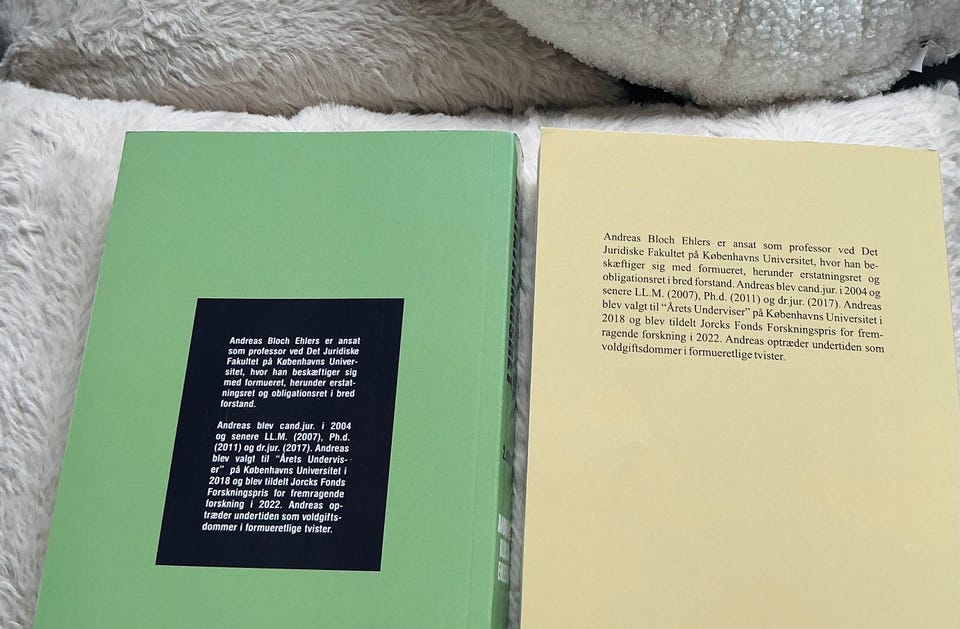 Andreas Bloch Ehlers er ansat
som professor ved Det Juridiske
Fakultet på Københavns Univer-
sitet, hvor han beskæftiger sig
med formueret, herunder erstat-
ningsret og obligationsret i bred
forstand.
Andreas blev cand.jur. i 2004
og senere LL.M. (2007), Ph.d.
(2011) og dr.jur. (2017). Andreas
blev valgt til "Årets Undervis-
er" på Københavns Universitet i
2018 og blev tildelt Jorcks Fonds
Forskningspris for fremragende
forskning i 2022. Andreas op-
træder undertiden som voldgifts-
dommer i formueretlige tvister.
Andreas Bloch Ehlers er ansat som professor ved Det
Juridiske Fakultet på Københavns Universitet, hvor han be-
skæftiger sig med formueret, herunder erstatningsret og
obligationsret i bred forstand. Andreas blev cand.jur. i 2004 og
senere LL.M. (2007), Ph.d. (2011) og dr.jur. (2017). Andreas
blev valgt til "Årets Underviser" på Københavns Universitet i
2018 og blev tildelt Jorcks Fonds Forskningspris for frem-
ragende forskning i 2022. Andreas optræder undertiden som
voldgiftsdommer i formueretlige tvister.